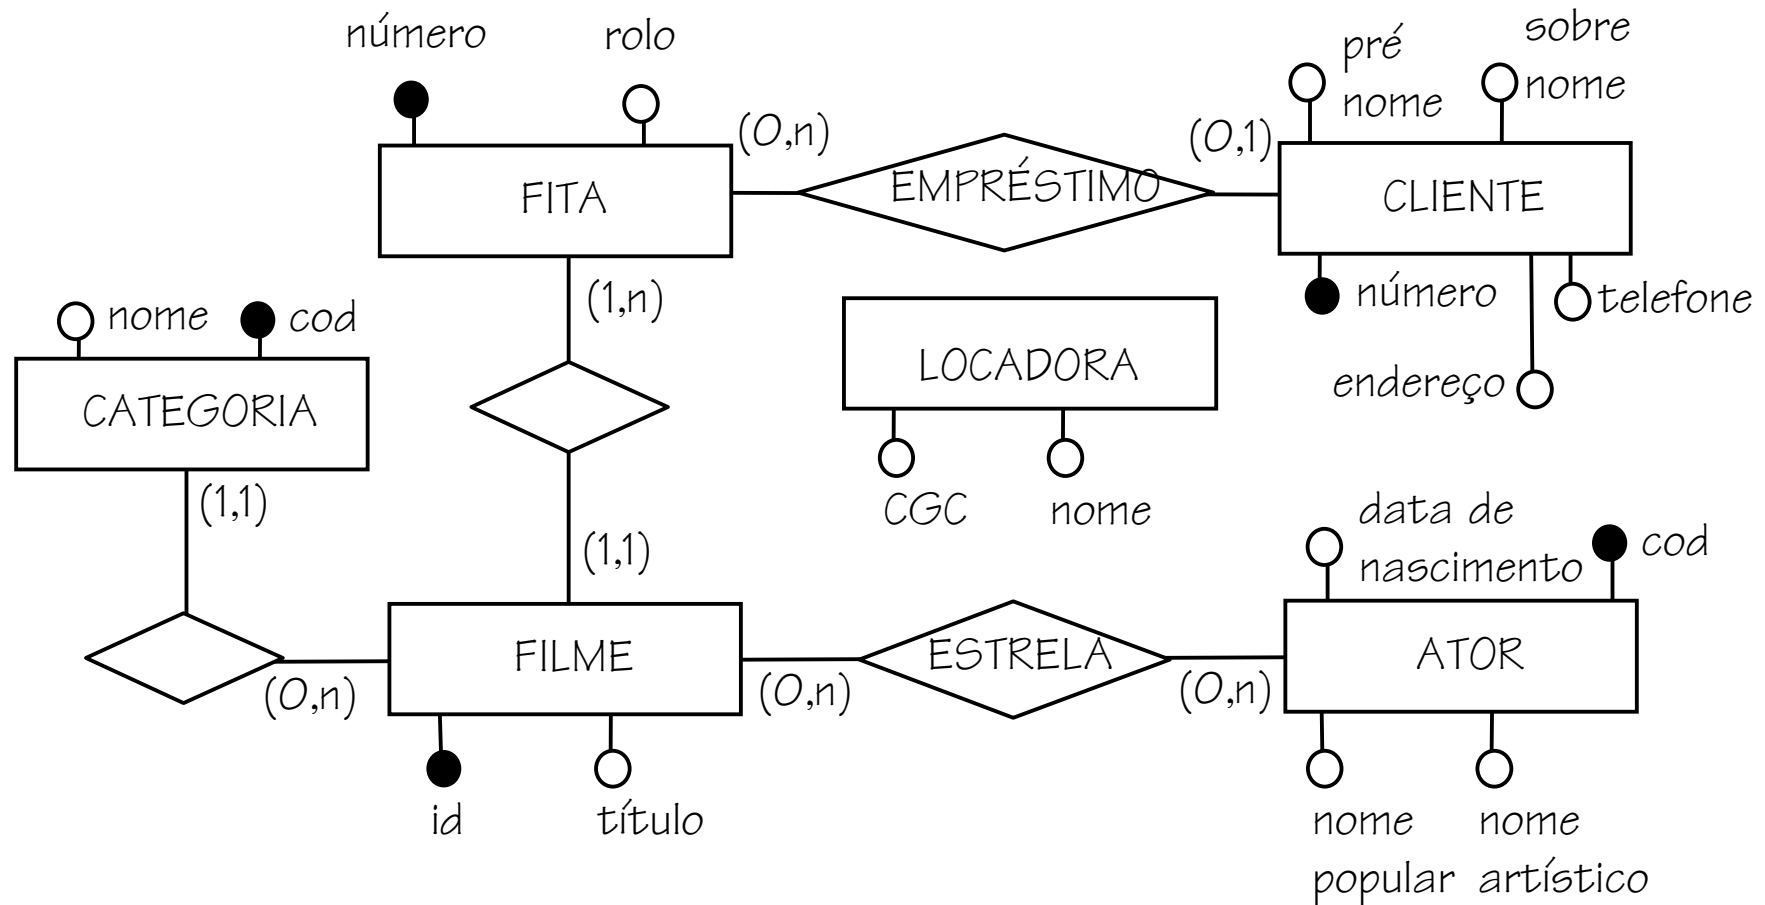 número
rolo
pré
nome
sobre
nome
(0,n)
(0,1)
FITA
EMPRÉSTIMO
CLIENTE
(1,n)
número
telefone
nome
cod
LOCADORA
endereço
CATEGORIA
(1,1)
CGC
nome
(1,1)
data de
nascimento
cod
FILME
ESTRELA
ATOR
(0,n)
(0,n)
(0,n)
id
título
nome
popular
nome
artístico